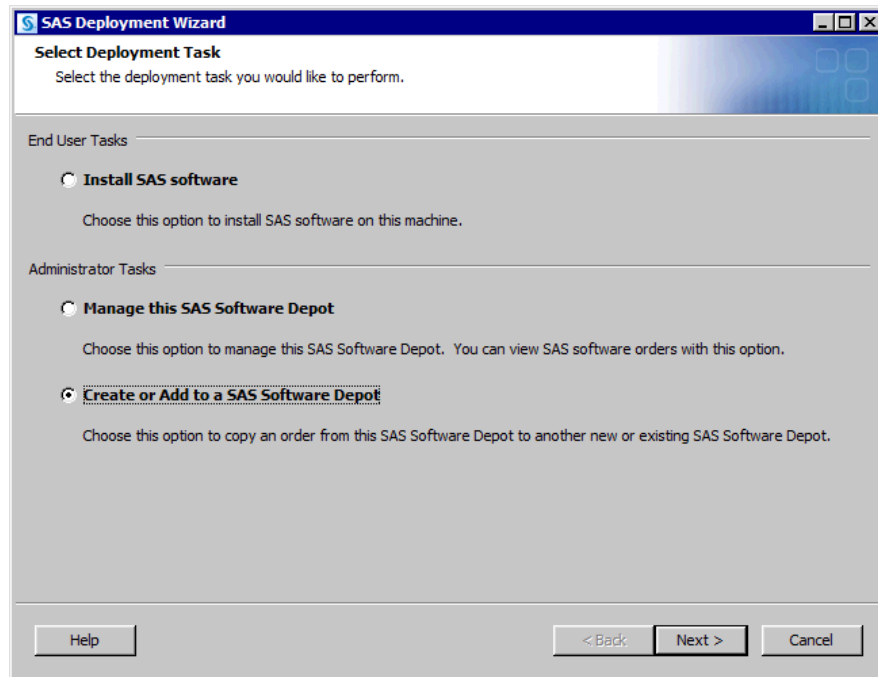 SAS Deployment Wizard
Select Deployment Task
Select the deployment task you would like to perform.
End User Tasks
Install SAS software
Choose this option to install SAS software on this machine.
Administrator Tasks
Manage this SAS Software Depot
Choose this option to manage this SAS Software Depot.  You can view SAS software orders with this option.
Create or Add to a SAS Software Depot
Choose this option to copy an order from this SAS Software Depot to another new or existing SAS Software Depot.
Help
< Back
Next >
Cancel